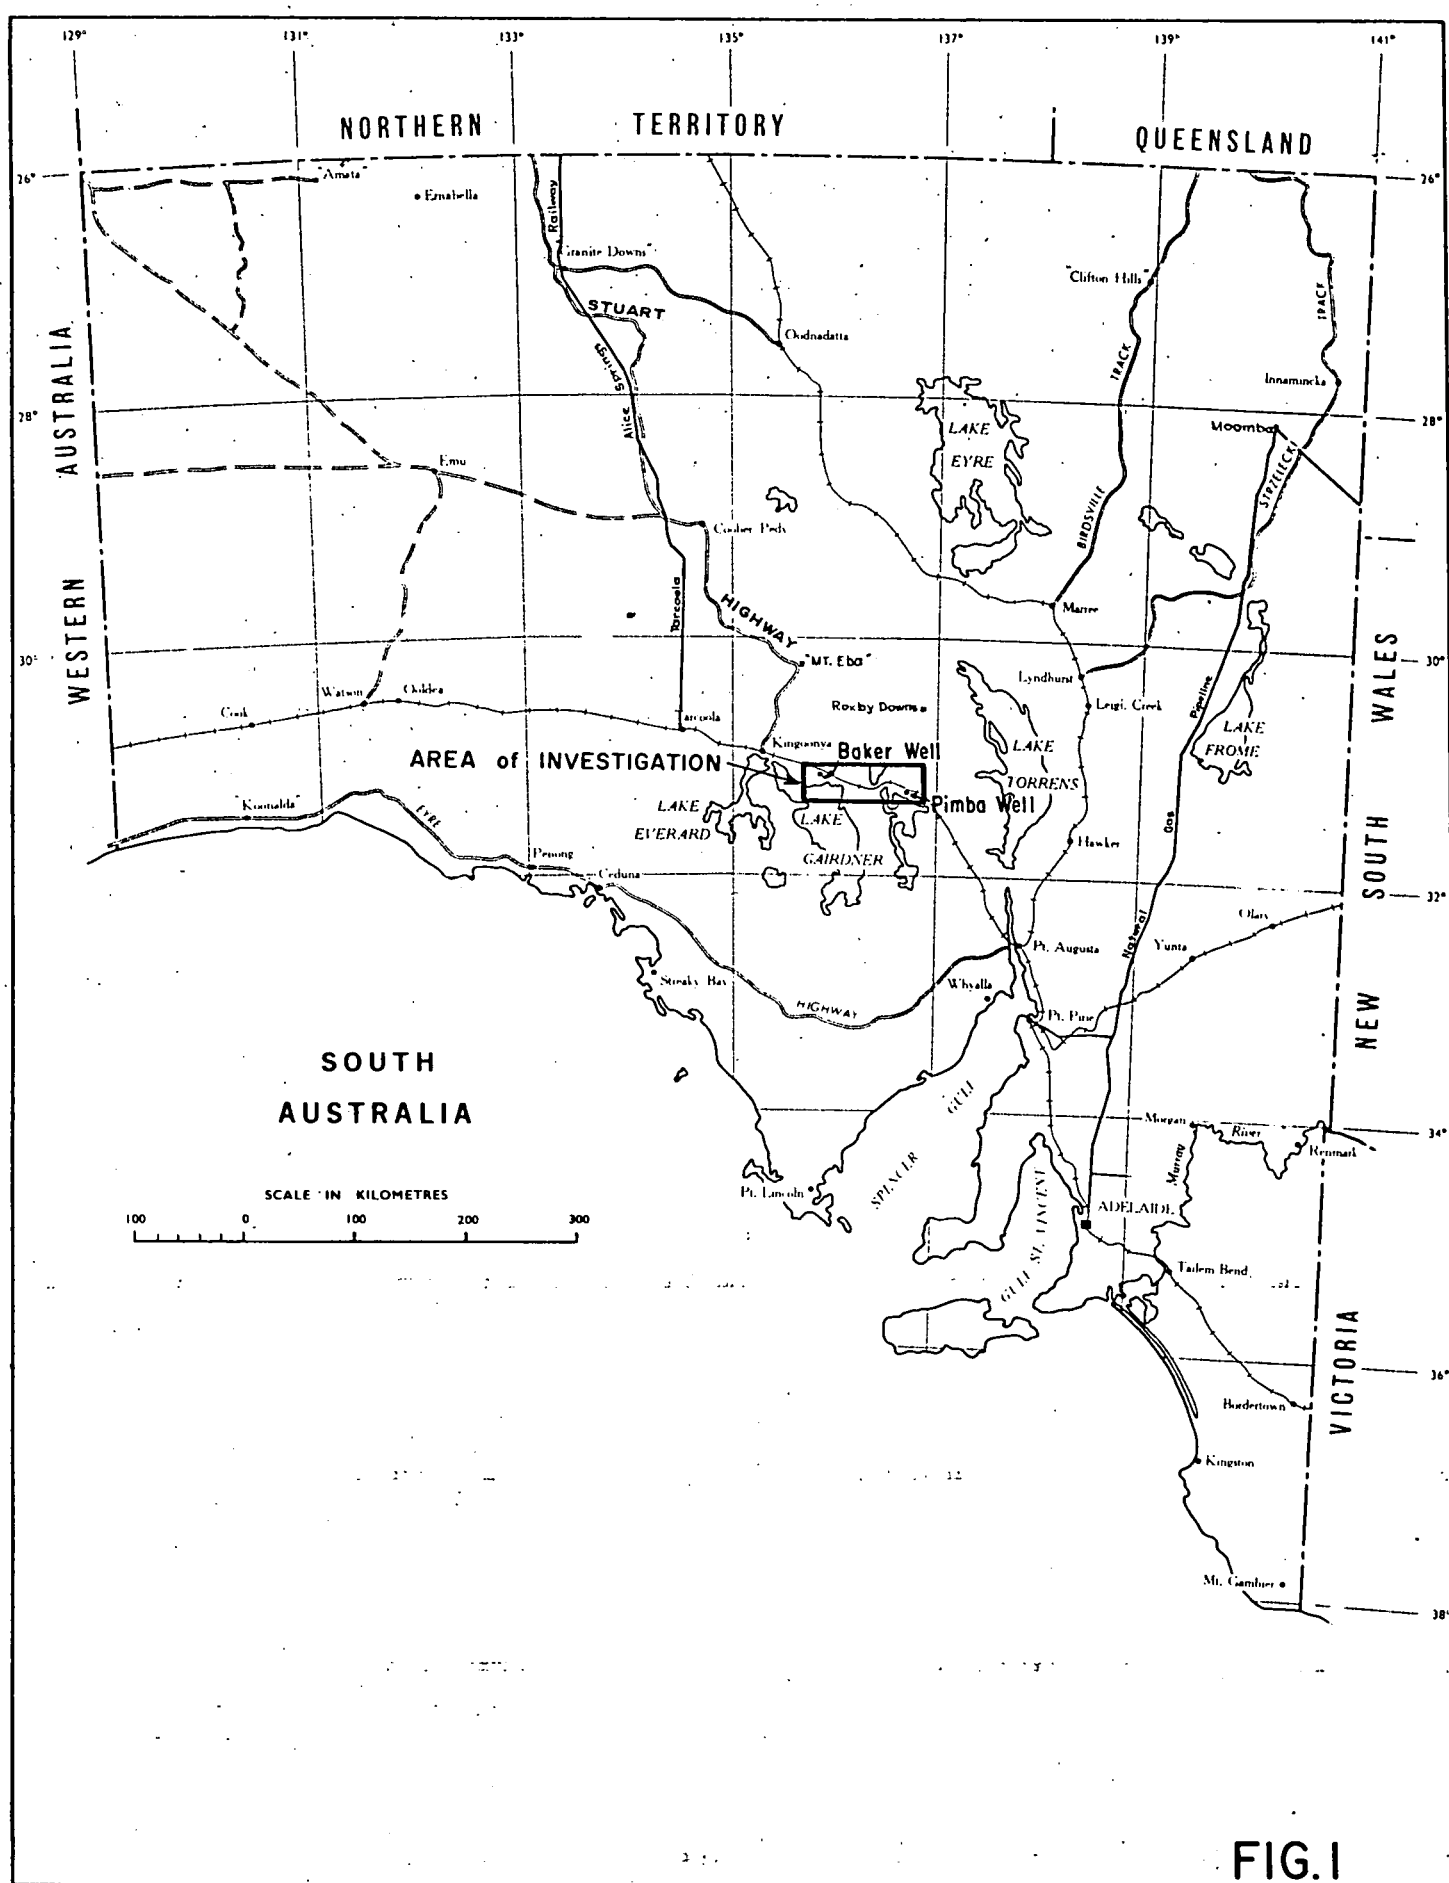 129° 131° 133° 135° 137° 139° 141°
NORTHERN TERRITORY
QUEENSLAND
26°
"Amata"
Ernabella
Railway
26°
"Granite Downs"
"Clifton Hills"
STUART
TRACK
Oodnadatta
Springs
TRACK
Innamincka
28°
LAKE
EYRE
Alice
Moomba
28°
AUSTRALIA
Emu
STRZELECKI
BIRDSVILLE
Coober Pedy
WESTERN
Tarcoola
HIGHWAY
Marree
30°
"MT. Eba"
Lyndhurst
30°
WALES
Watson
Ooldea
Roxby Downs
Leigh Creek
Pipeline
Cook
Tarcoola
Kingoonya
LAKE
TORRENS
LAKE
FROME
AREA of INVESTIGATION
Baker Well
Pimba Well
"Koonalda"
EYRE
LAKE
EVERARD
LAKE
GAIRDNER
Gas
Hawker
SOUTH
Penong
Ceduna
32°
Olary
Natural
Pt. Augusta
Yunta
Streaky Bay
Whyalla
HIGHWAY
Pt. Pirie
NEW
SOUTH
AUSTRALIA
SPENCER GULF
Morgan
River
34°
Renmark
Murray
SCALE IN KILOMETRES
100 0 100 200 300
Pt. Lincoln
GULF ST. VINCENT
ADELAIDE
Tailem Bend
VICTORIA
36°
Bordertown
Kingston
Mt. Gambier
38°
FIG.1